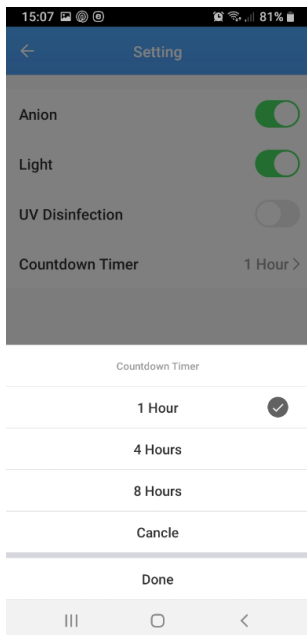 15:07 81%
Setting
Anion
Light
UV Disinfection
Countdown Timer 1 Hour >
Countdown Timer
1 Hour
4 Hours
8 Hours
Cancle
Done